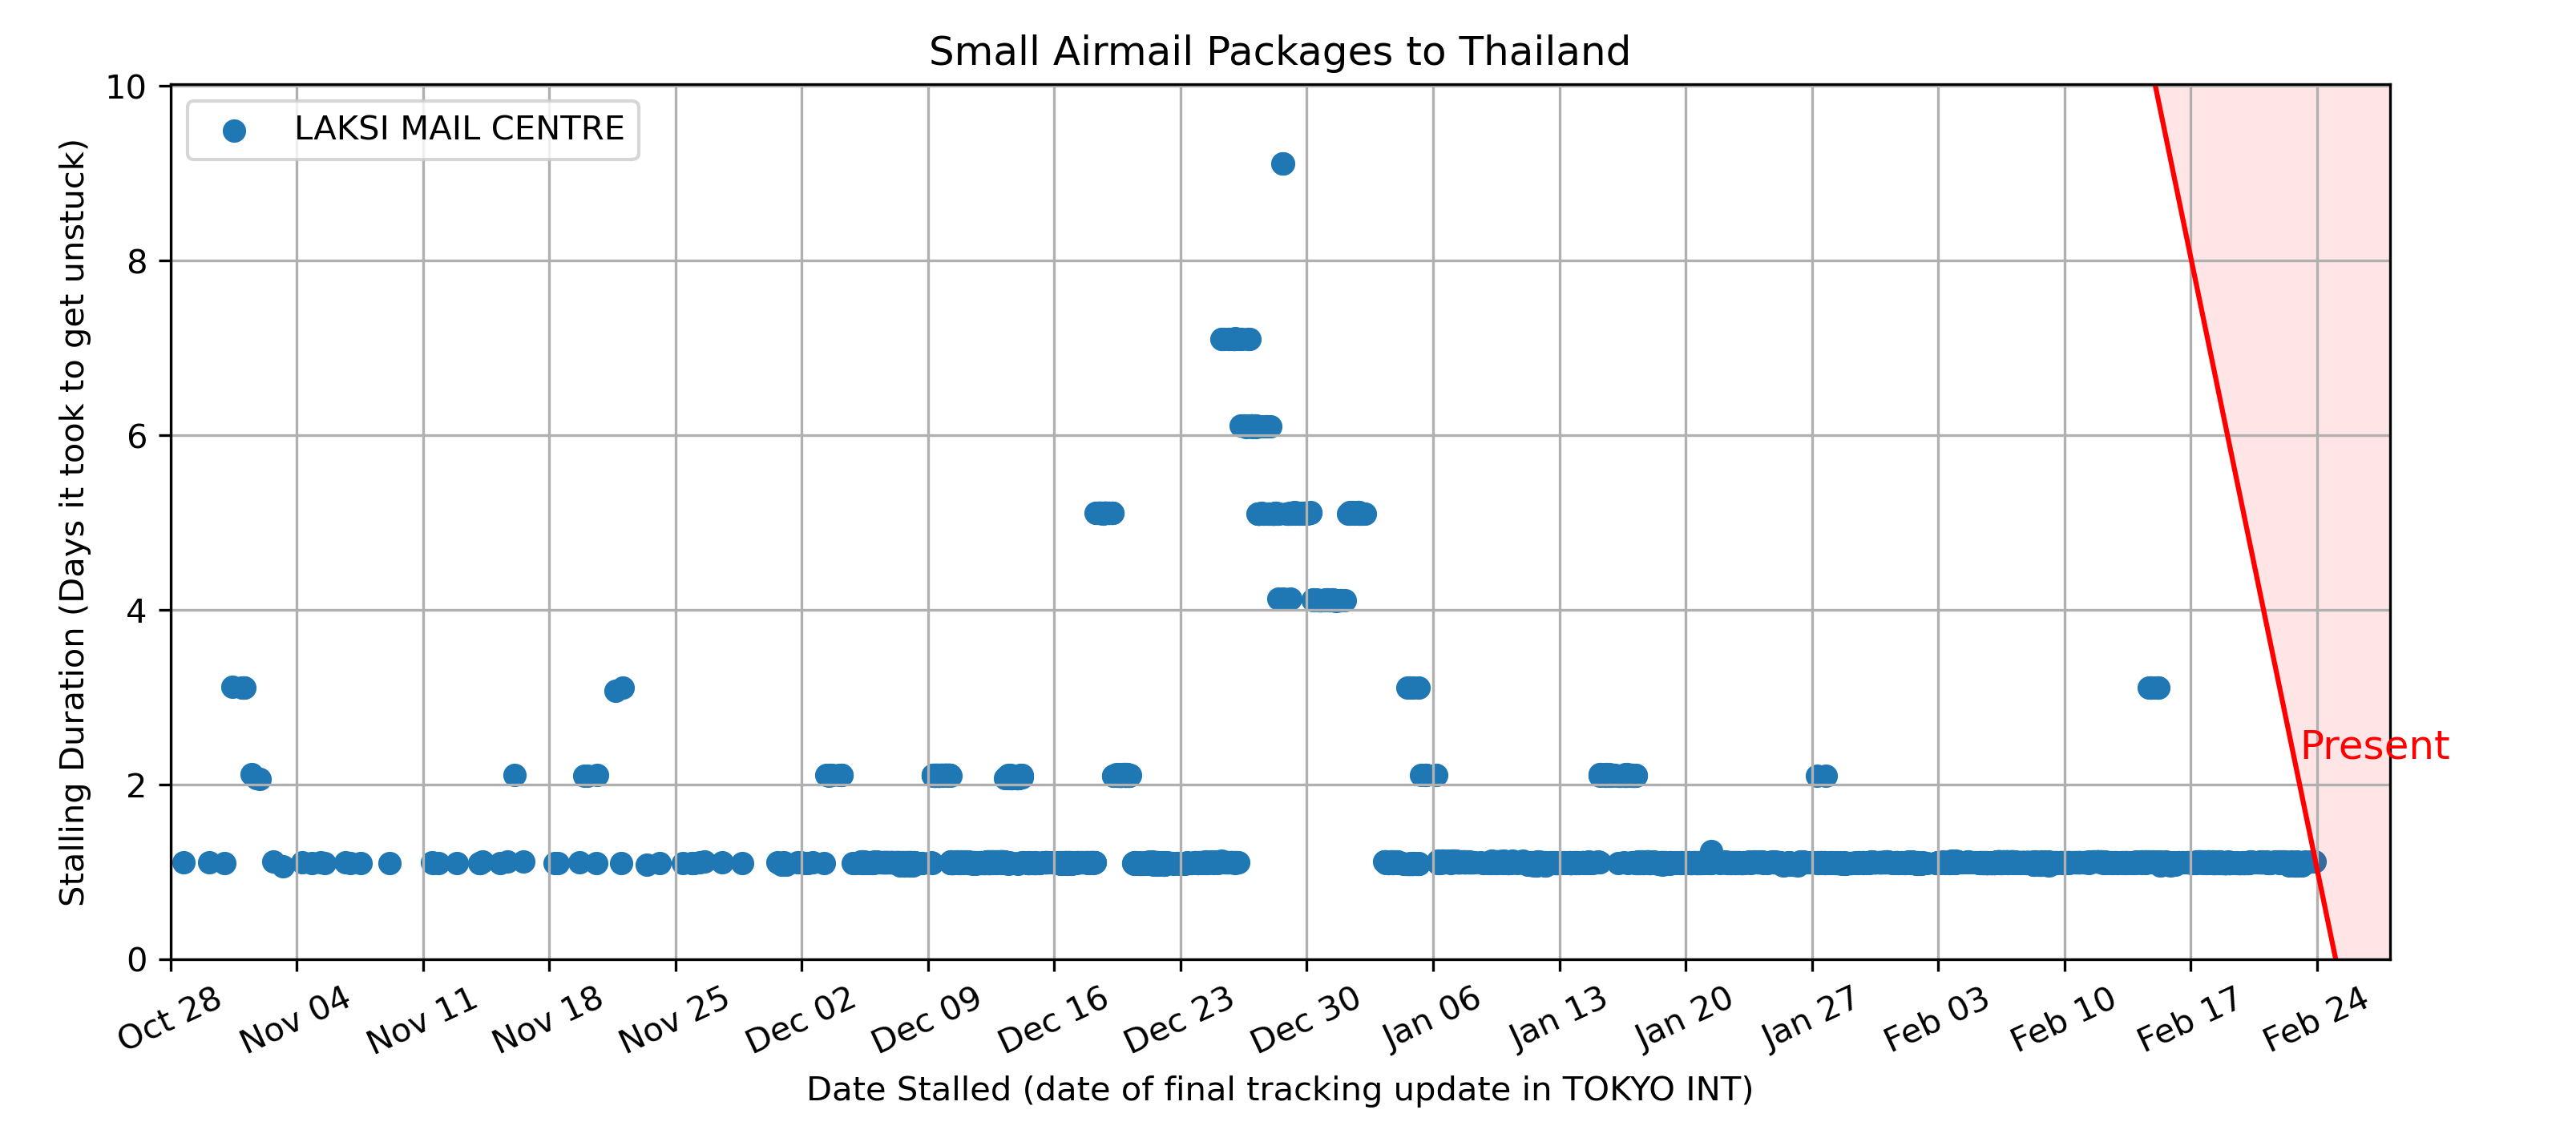 Small Airmail Packages to Thailand
LAKSI MAIL CENTRE
Stalling Duration (Days it took to get unstuck)
10
8
6
4
2
0
Present
Oct 28
Nov 04
Nov 11
Nov 18
Nov 25
Dec 02
Dec 09
Dec 16
Dec 23
Dec 30
Jan 06
Jan 13
Jan 20
Jan 27
Feb 03
Feb 10
Feb 17
Feb 24
Date Stalled (date of final tracking update in TOKYO INT)